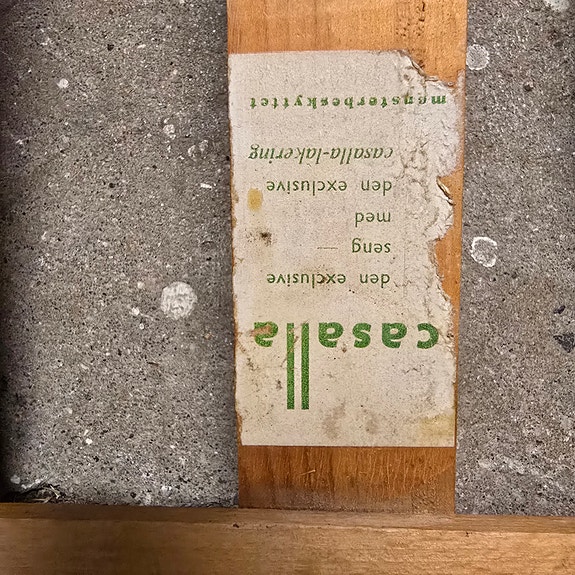 casalla
den exclusive
seng —
med
den exclusive
casalla-lakering
mønsterbeskyttet